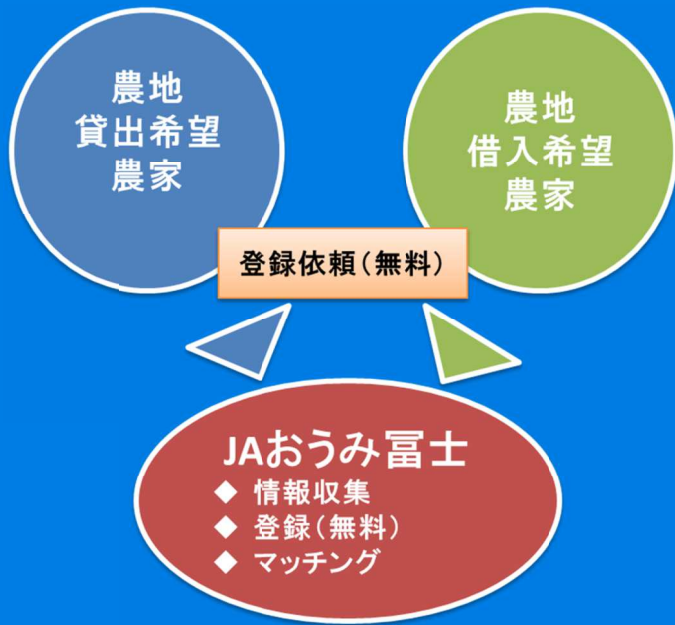 農地
貸出希望
農家
農地
借入希望
農家
登録依頼(無料)
JAおうみ冨士
◆ 情報収集
◆ 登録(無料)
◆ マッチング